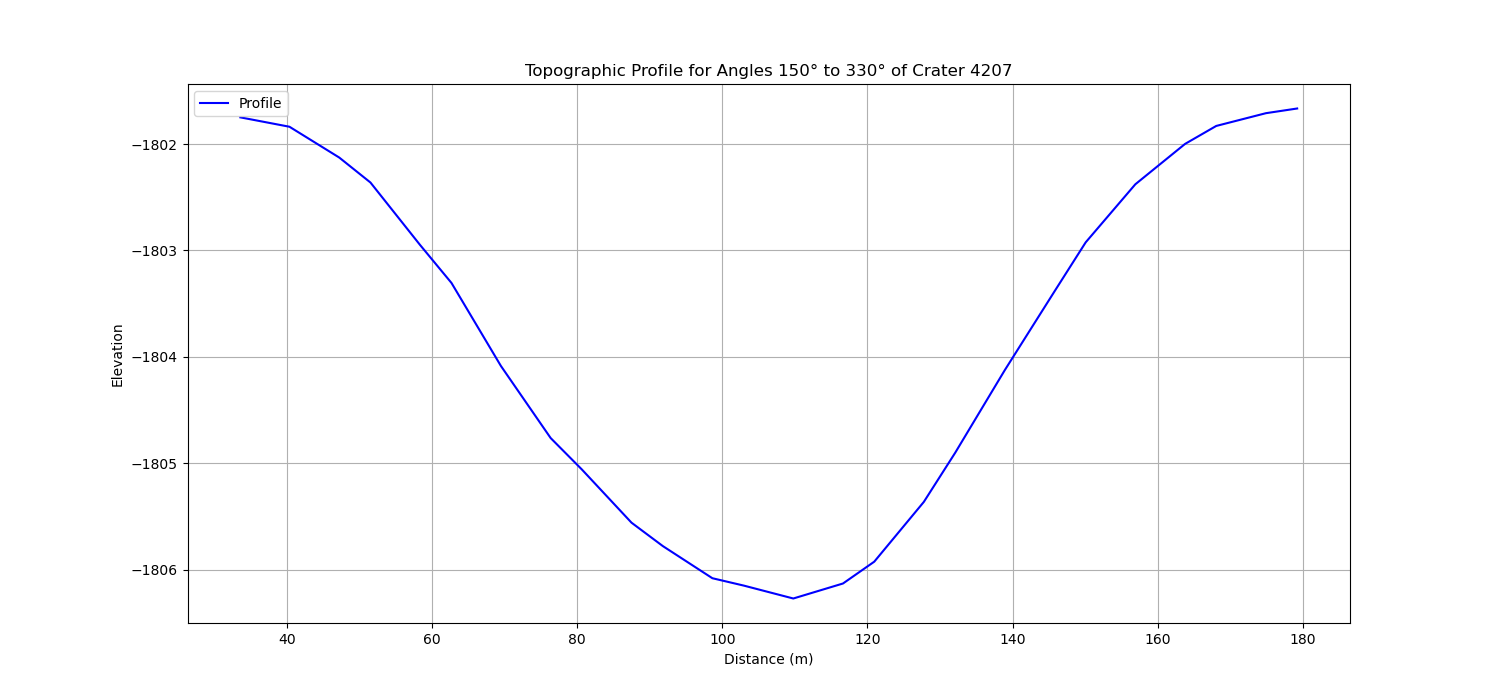 Topographic Profile for Angles 150° to 330° of Crater 4207
Profile
−1802
−1803
−1804
−1805
−1806
Elevation
40 60 80 100 120 140 160 180
Distance (m)